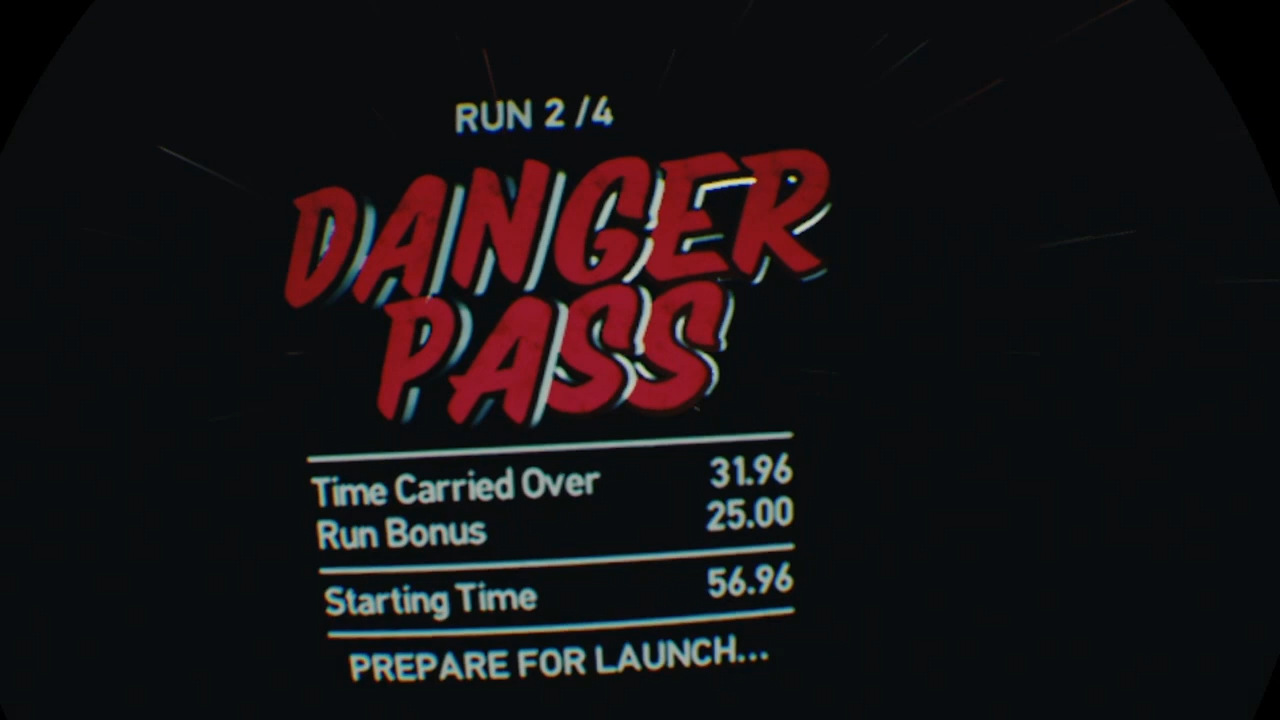 RUN 2 /4
DANGER
PASS
Time Carried Over 31.96
Run Bonus 25.00
Starting Time 56.96
PREPARE FOR LAUNCH...